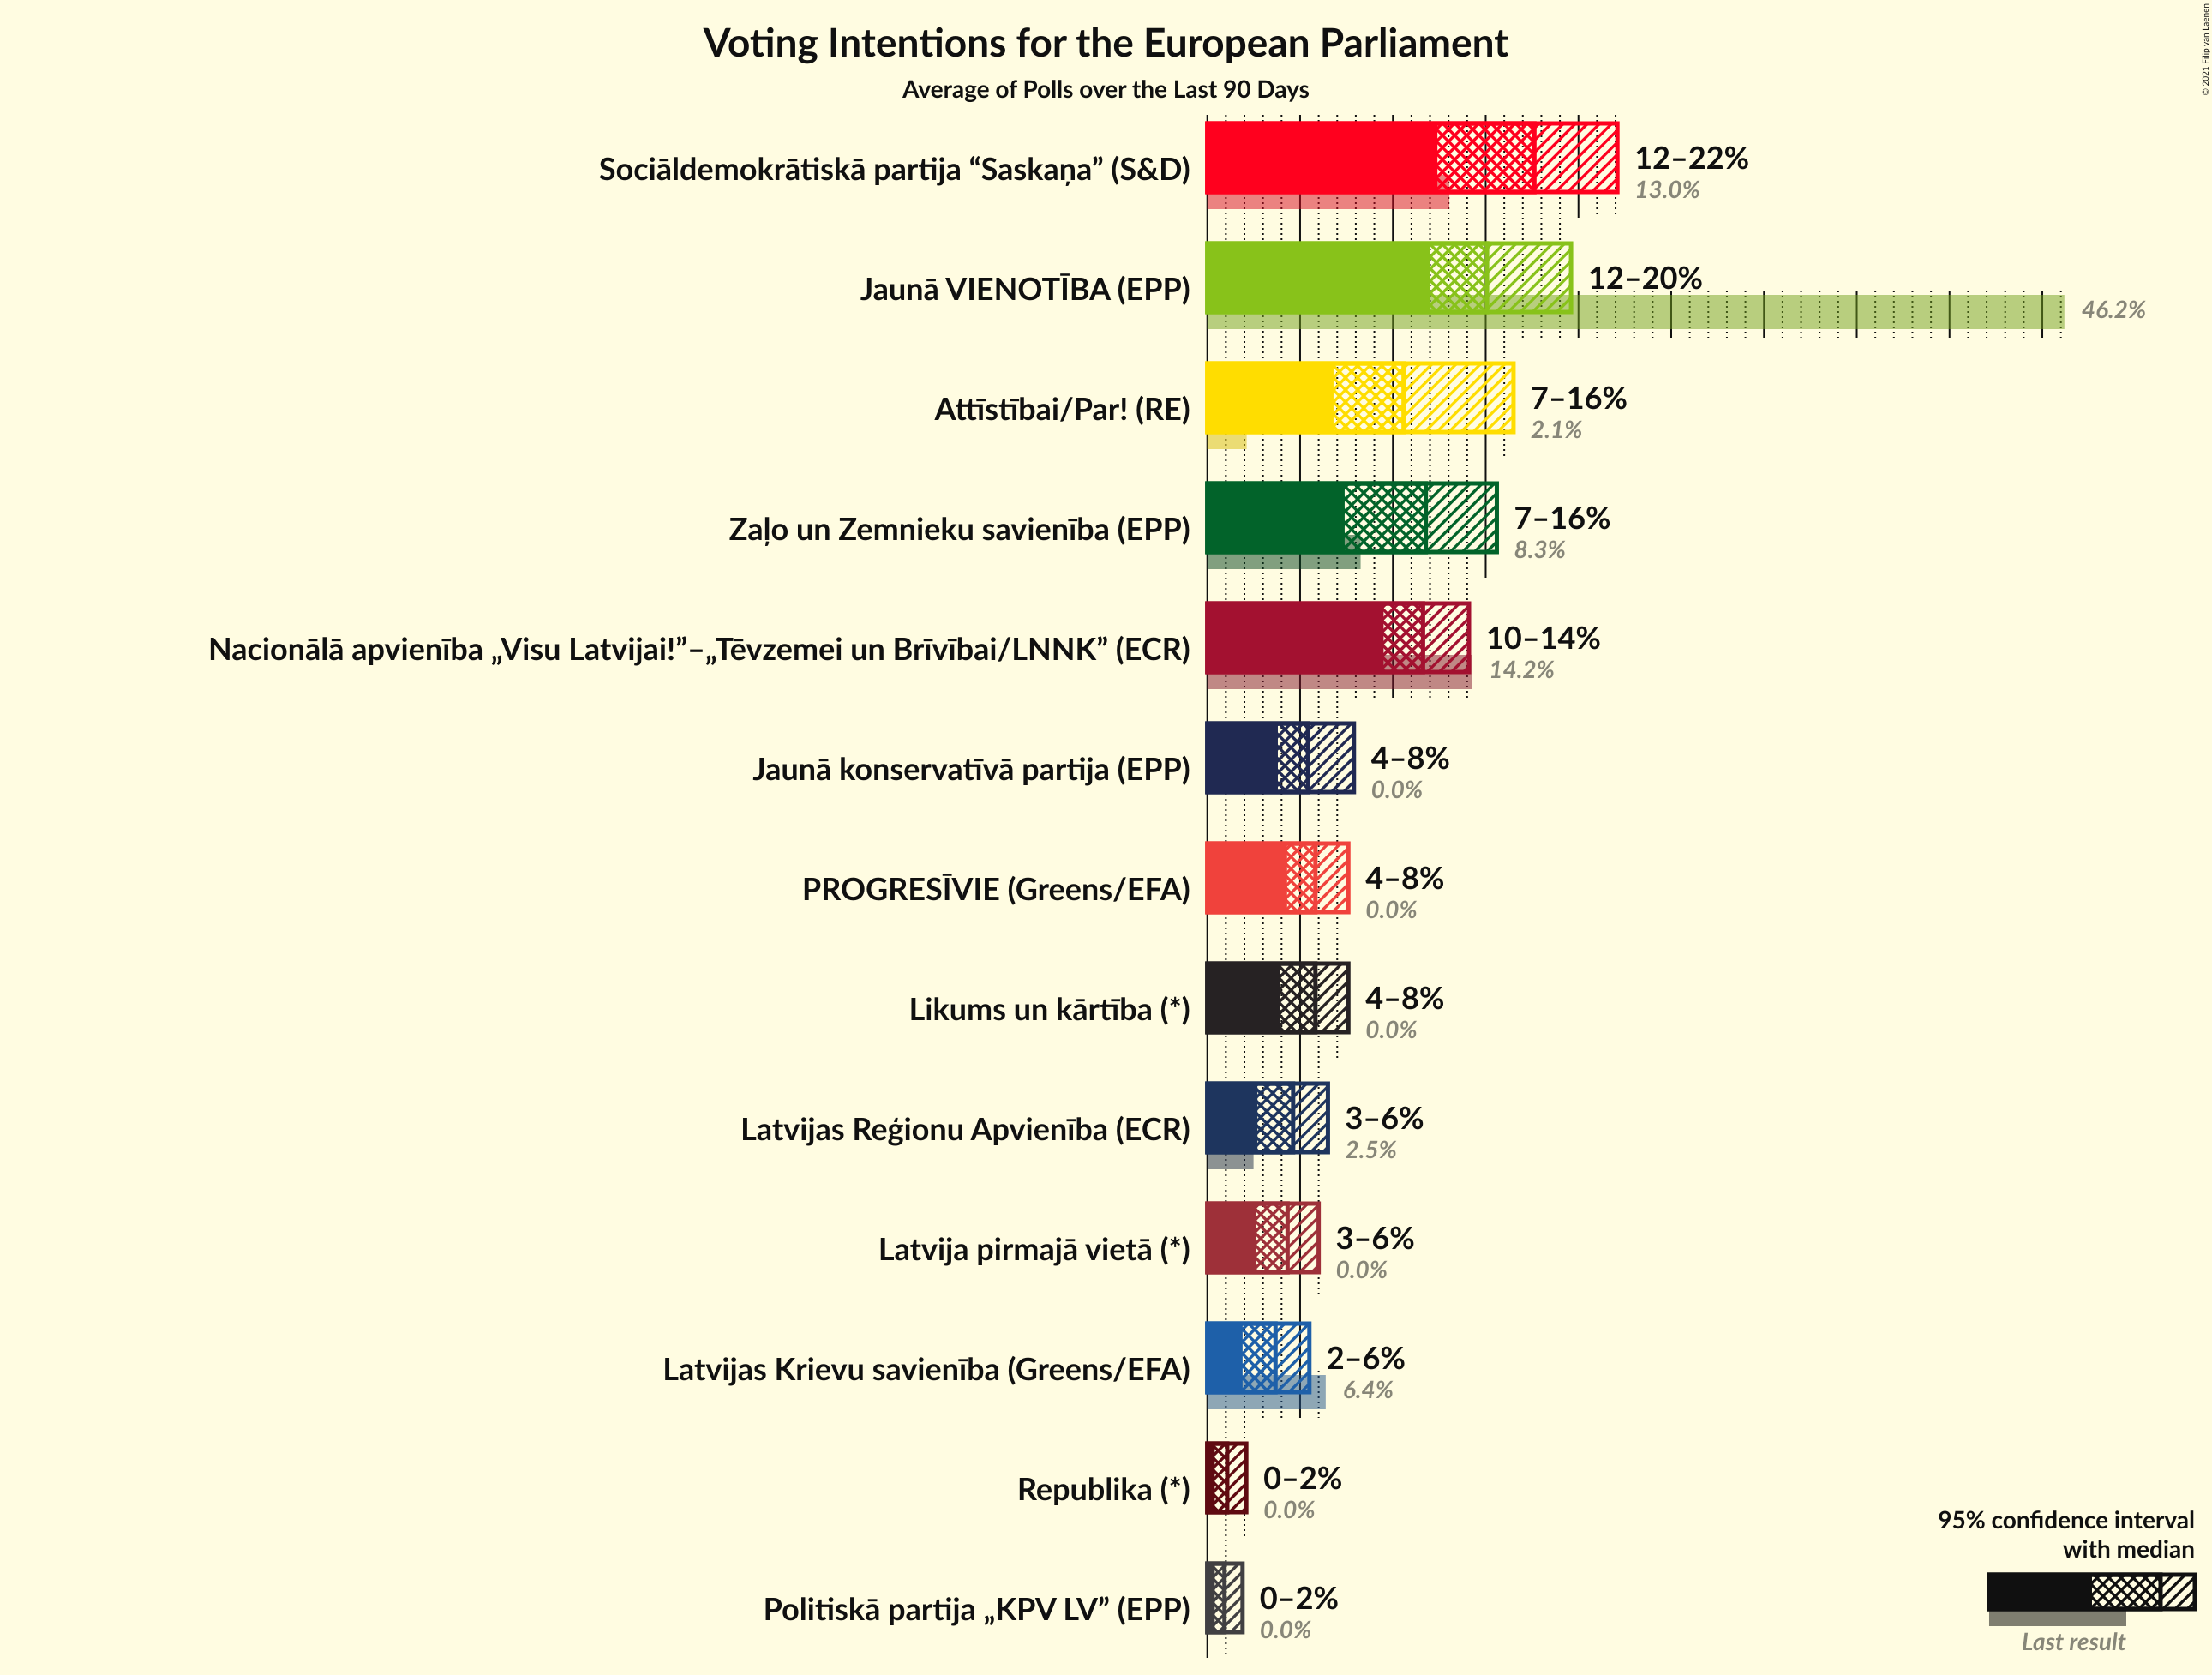 © 2021 Filip van Laenen
Voting Intentions for the European Parliament
Average of Polls over the Last 90 Days
Sociāldemokrātiskā partija “Saskaņa” (S&D)
12–22%
13.0%
Jaunā VIENOTĪBA (EPP)
12–20%
46.2%
Attīstībai/Par! (RE)
7–16%
2.1%
Zaļo un Zemnieku savienība (EPP)
7–16%
8.3%
Nacionālā apvienība „Visu Latvijai!”–„Tēvzemei un Brīvībai/LNNK” (ECR)
10–14%
14.2%
Jaunā konservatīvā partija (EPP)
4–8%
0.0%
PROGRESĪVIE (Greens/EFA)
4–8%
0.0%
Likums un kārtība (*)
4–8%
0.0%
Latvijas Reģionu Apvienība (ECR)
3–6%
2.5%
Latvija pirmajā vietā (*)
3–6%
0.0%
Latvijas Krievu savienība (Greens/EFA)
2–6%
6.4%
Republika (*)
0–2%
0.0%
Politiskā partija „KPV LV” (EPP)
0–2%
0.0%
95% confidence interval
with median
Last result